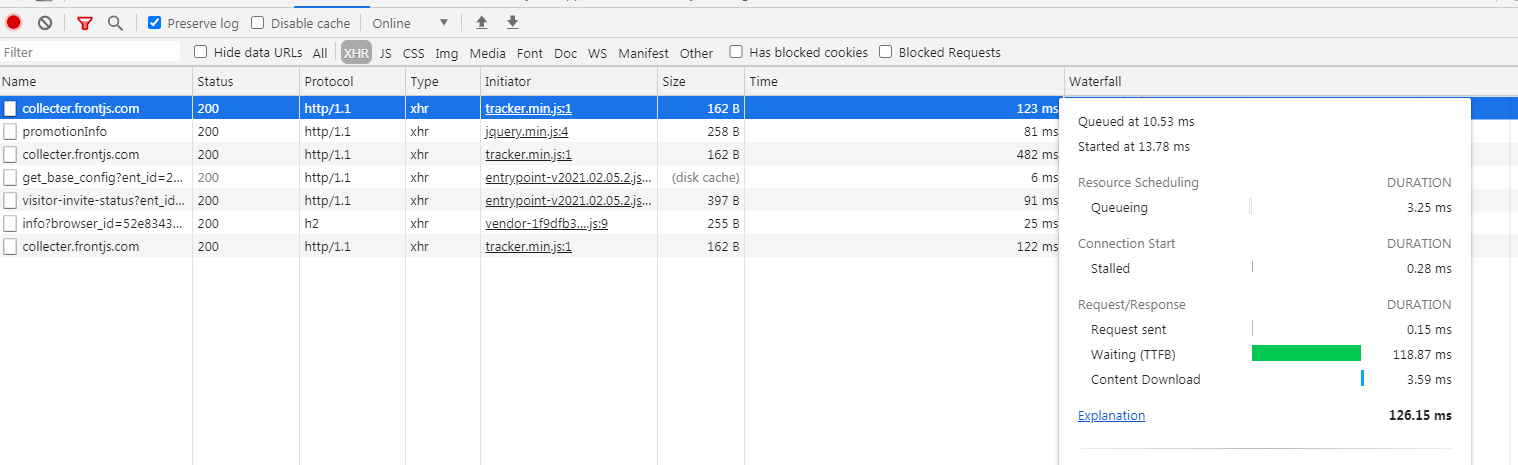 Preserve log Disable cache Online
Filter Hide data URLs All XHR JS CSS Img Media Font Doc WS Manifest Other Has blocked cookies Blocked Requests
Name Status Protocol Type Initiator Size Time Waterfall
collecter.frontjs.com 200 http/1.1 xhr tracker.min.js:1 162 B 123 ms
promotionInfo 200 http/1.1 xhr jquery.min.js:4 258 B 81 ms
collecter.frontjs.com 200 http/1.1 xhr tracker.min.js:1 162 B 482 ms
get_base_config?ent_id=2... 200 http/1.1 xhr entrypoint-v2021.02.05.2.js... (disk cache) 6 ms
visitor-invite-status?ent_id... 200 http/1.1 xhr entrypoint-v2021.02.05.2.js... 397 B 91 ms
info?browser_id=52e8343... 200 h2 xhr vendor-1f9dfb3....js:9 255 B 25 ms
collecter.frontjs.com 200 http/1.1 xhr tracker.min.js:1 162 B 122 ms
Queued at 10.53 ms
Started at 13.78 ms
Resource Scheduling DURATION
Queueing 3.25 ms
Connection Start DURATION
Stalled 0.28 ms
Request/Response DURATION
Request sent 0.15 ms
Waiting (TTFB) 118.87 ms
Content Download 3.59 ms
Explanation 126.15 ms